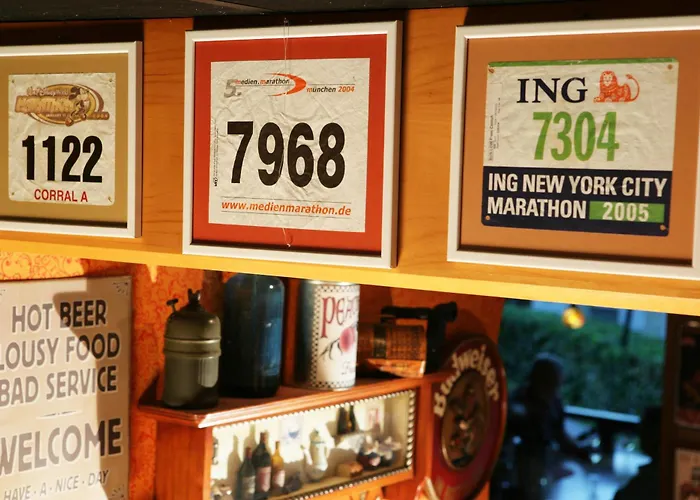 1122
CORRAL A
5. medien.marathon
münchen 2004
7968
www.medienmarathon.de
ING
7304
ING NEW YORK CITY
MARATHON 2005
HOT BEER
LOUSY FOOD
BAD SERVICE
WELCOME
HAVE - A - NICE - DAY
PEA
Budweiser